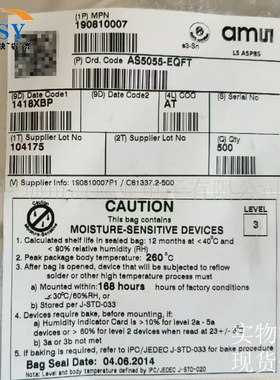 SY
(1P) MPN
190810007
e3-Sn
ams
L5 ASPBS
(P) Ord. Code AS5055-EQFT
(9D) Date Code1
1418XBP
(9D) Date Code2
(4L) COO
AT
(S) Serial No
(1T) Supplier Lot No
104175
(2T) Supplier Lot No
(Q) Qty
500
(V) Supplier Info: 190810007P1 / C61337.2-500
CAUTION
This bag contains
MOISTURE-SENSITIVE DEVICES
LEVEL
3
1. Calculated shelf life in sealed bag: 12 months at <40°C and
< 90% relative humidity (RH)
2. Peak package body temperature: 260°C
3. After bag is opened, device that will be subjected to reflow
solder or other high temperature process must
a) Mounted within: 168 hours of factory conditions
≤30°C/60%RH, or
b) Stored per J-STD-033
4. Devices require bake, before mounting, if:
a) Humidity Indicator Card is >10% for level 2a - 5a
devices or >60% for level 2 devices when read at 23±
b) 3a or 3b not met
5. If baking is required, refer to IPC/JEDEC J-STD-033 for bake procedure
Bag Seal Date: 04.06.2014
Note: Level and body temperature defined by IPC/JEDEC J-STD-020
实物
现货